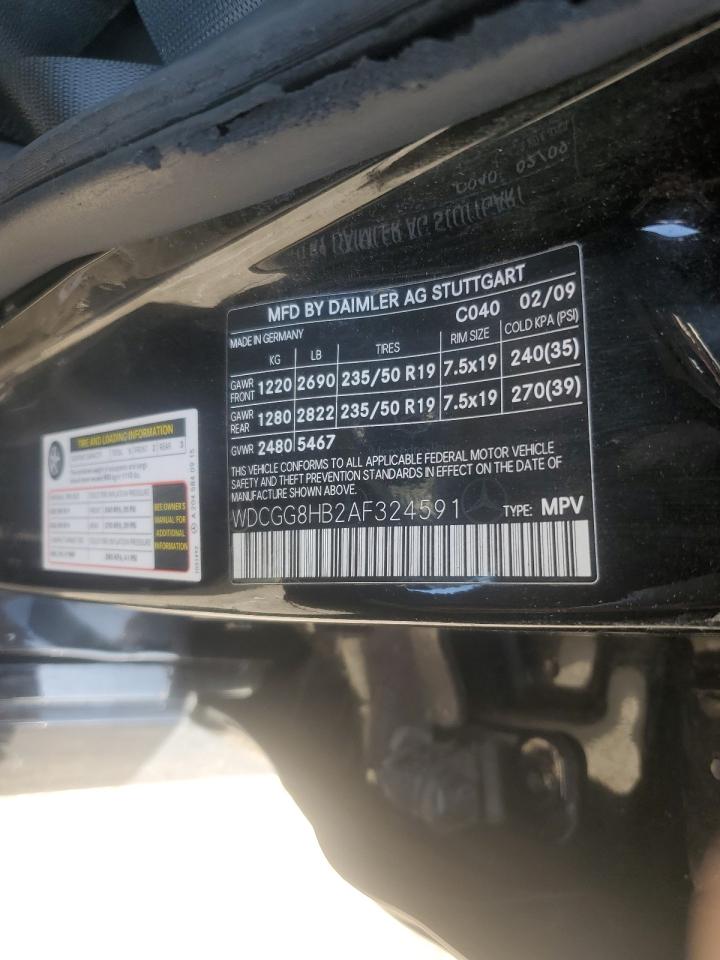 MFD BY DAIMLER AG STUTTGART
MADE IN GERMANY C040 02/09
KG LB TIRES RIM SIZE COLD KPA (PSI)
GAWR FRONT 1220 2690 235/50 R19 7.5x19 240(35)
GAWR REAR 1280 2822 235/50 R19 7.5x19 270(39)
GVWR 2480 5467
THIS VEHICLE CONFORMS TO ALL APPLICABLE FEDERAL MOTOR VEHICLE
SAFETY AND THEFT PREVENTION STANDARDS IN EFFECT ON THE DATE OF
MANUFACTURE SHOWN ABOVE.
WDCGG8HB2AF324591 TYPE: MPV
TIRE AND LOADING INFORMATION
SEE OWNER'S
MANUAL FOR
ADDITIONAL
INFORMATION
A 204 584 09 15